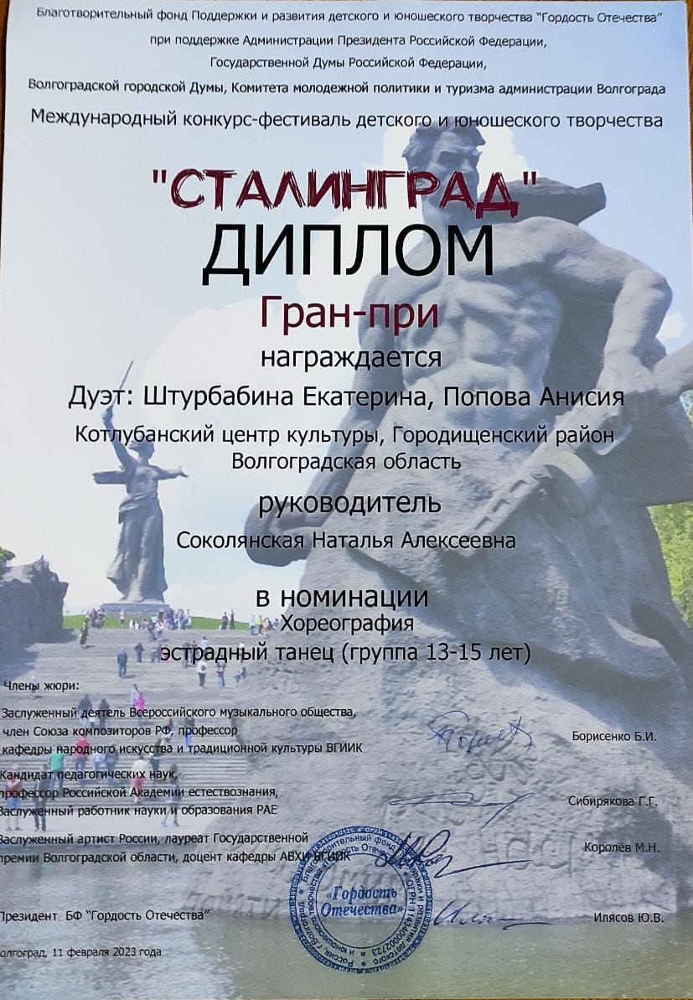 Благотворительный фонд Поддержки и развития детского и юношеского творчества "Гордость Отечества"
при поддержке Администрации Президента Российской Федерации,
Государственной Думы Российской Федерации,
Волгоградской городской Думы, Комитета молодежной политики и туризма администрации Волгограда
Международный конкурс-фестиваль детского и юношеского творчества
"СТАЛИНГРАД"
ДИПЛОМ
Гран-при
награждается
Дуэт: Штурбабина Екатерина, Попова Анисия
Котлубанский центр культуры, Городищенский район
Волгоградская область
руководитель
Соколянская Наталья Алексеевна
в номинации
Хореография
эстрадный танец (группа 13-15 лет)
Члены жюри:
Заслуженный деятель Всероссийского музыкального общества,
член Союза композиторов РФ, профессор
кафедры народного искусства и традиционной культуры ВГИИК
Борисенко Б.И.
Кандидат педагогических наук,
профессор Российской Академии естествознания,
Заслуженный работник науки и образования РАЕ
Сибирякова Г.Г.
Заслуженный артист России, лауреат Государственной
премии Волгоградской области, доцент кафедры АВХИ ВГИИК
Королёв М.Н.
Президент БФ "Гордость Отечества"
Илясов Ю.В.
олгоград, 11 февраля 2023 года
«Гордость
Отечества»